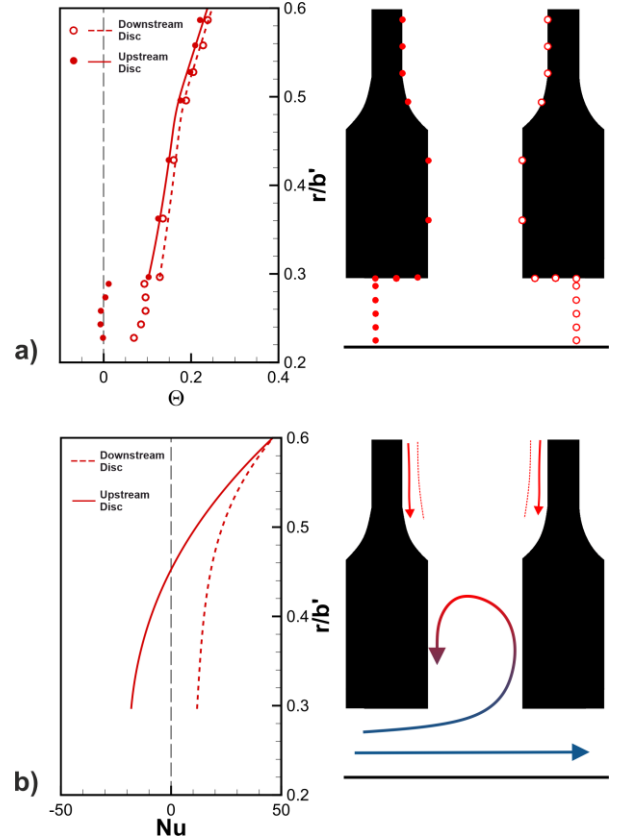 0.6
Downstream
Disc
Upstream
Disc
0.5
r/b'
0.4
0.3
a)
0.2
0
0.2
0.4
Θ
0.6
Downstream
Disc
Upstream
Disc
0.5
r/b'
0.4
0.3
b)
0.2
-50
0
50
Nu